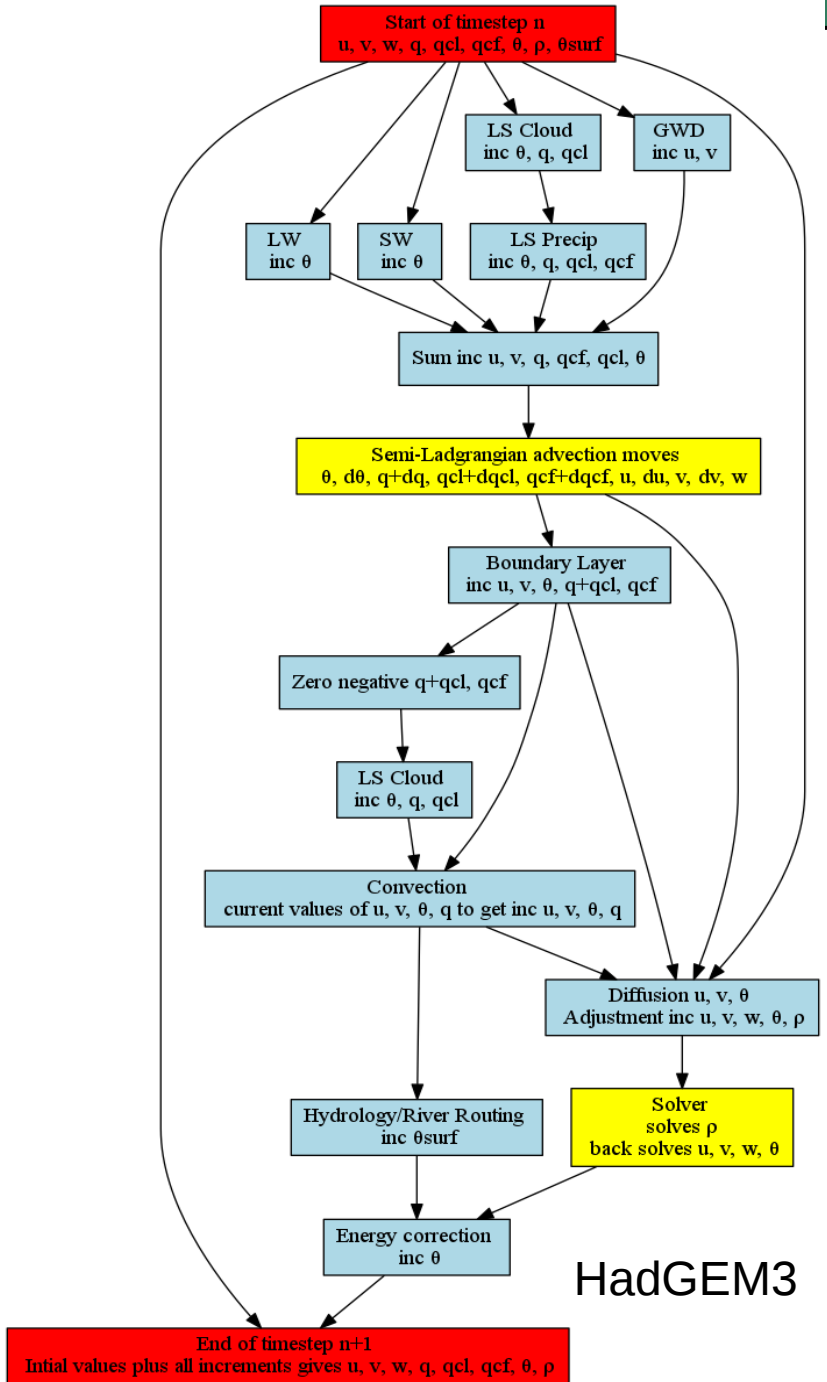 Start of timestep n
u, v, w, q, qcl, qcf, θ, ρ, θsurf
LS Cloud
inc θ, q, qcl
GWD
inc u, v
LW
inc θ
SW
inc θ
LS Precip
inc θ, q, qcl, qcf
Sum inc u, v, q, qcf, qcl, θ
Semi-Ladgrangian advection moves
θ, dθ, q+dq, qcl+dqcl, qcf+dqcf, u, du, v, dv, w
Boundary Layer
inc u, v, θ, q+qcl, qcf
Zero negative q+qcl, qcf
LS Cloud
inc θ, q, qcl
Convection
current values of u, v, θ, q to get inc u, v, θ, q
Diffusion u, v, θ
Adjustment inc u, v, w, θ, ρ
Hydrology/River Routing
inc θsurf
Solver
solves ρ
back solves u, v, w, θ
Energy correction
inc θ
HadGEM3
End of timestep n+1
Intial values plus all increments gives u, v, w, q, qcl, qcf, θ, ρ